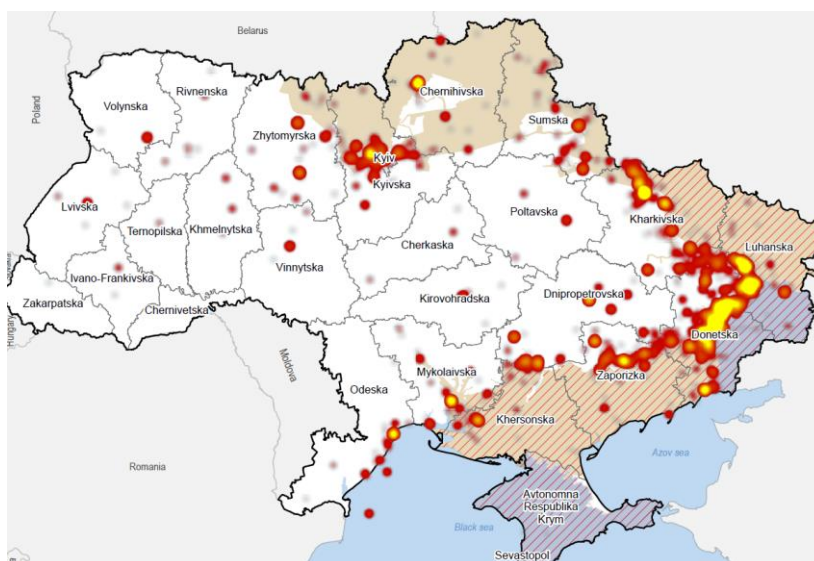 Belarus
Poland
Volynska
Rivnenska
Zhytomyrska
Chernihivska
Sumska
Kyiv
Kyivska
Lvivska
Ternopilska
Khmelnytska
Poltavska
Kharkivska
Luhanska
Cherkaska
Vinnytska
Ivano-Frankivska
Zakarpatska
Chernivetska
Kirovohradska
Dnipropetrovska
Donetska
Hungary
Moldova
Mykolaivska
Zaporizka
Odeska
Khersonska
Romania
Azov sea
Avtonomna
Respublika
Krym
Black sea
Sevastopol